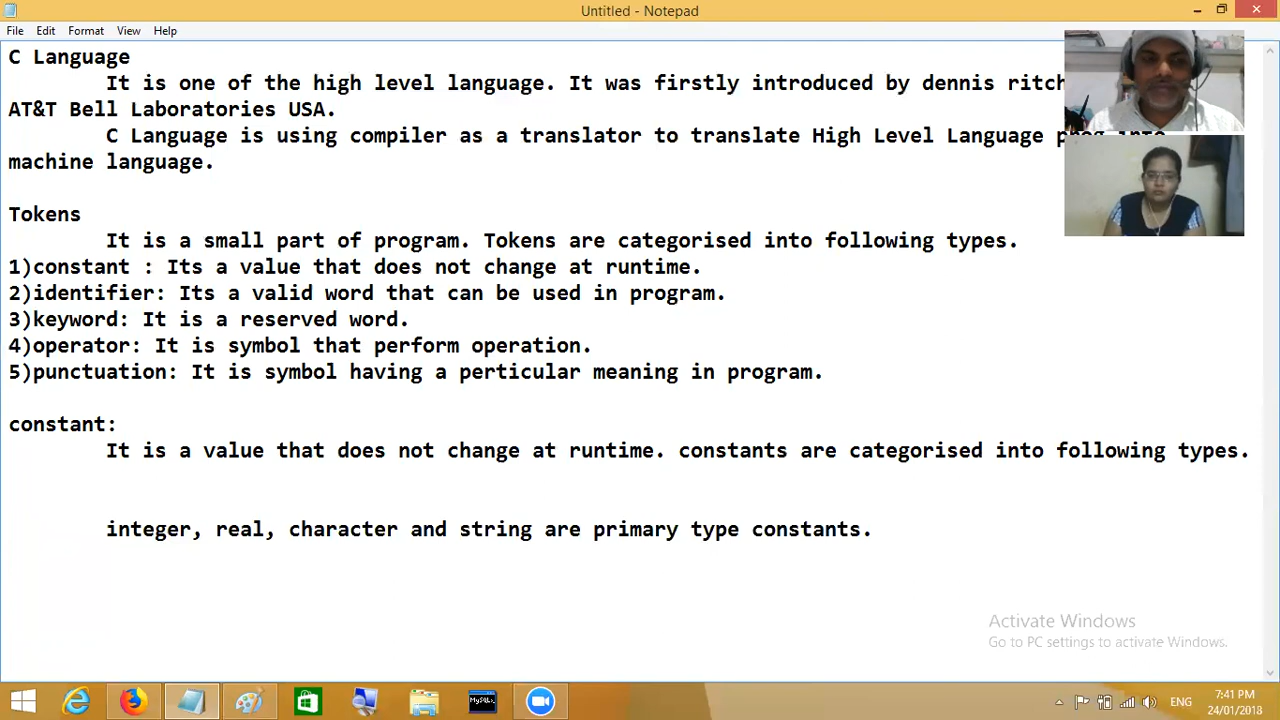 Untitled - Notepad
File Edit Format View Help
C Language
It is one of the high level language. It was firstly introduced by dennis
AT&T Bell Laboratories USA.
C Language is using compiler as a translator to translate High Level Language prog into
machine language.
Tokens
It is a small part of program. Tokens are categorised into following types.
1)constant : Its a value that does not change at runtime.
2)identifier: Its a valid word that can be used in program.
3)keyword: It is a reserved word.
4)operator: It is symbol that perform operation.
5)punctuation: It is symbol having a perticular meaning in program.
constant:
It is a value that does not change at runtime. constants are categorised into following types.
integer, real, character and string are primary type constants.
Activate Windows
Go to PC settings to activate Windows.
MySQL
ENG
7:41 PM
24/01/2018